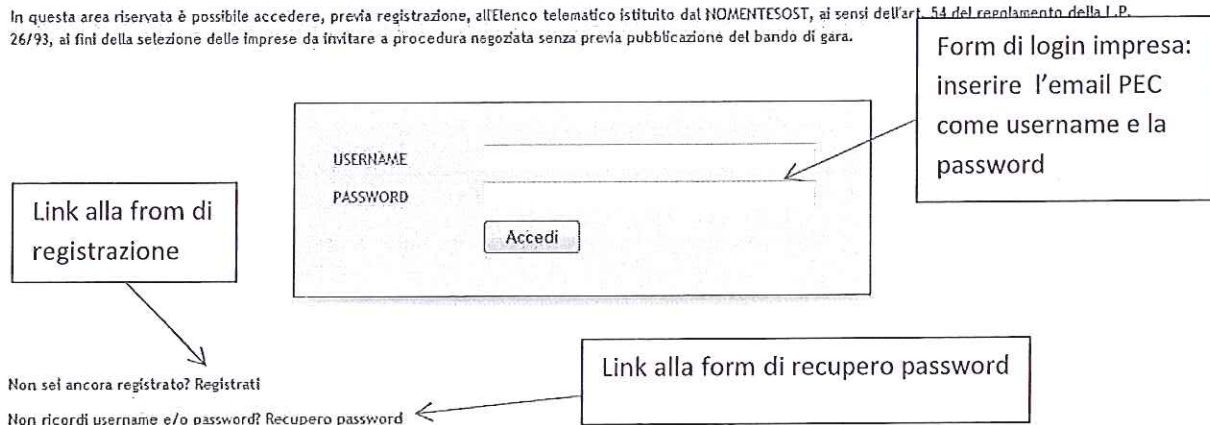 In questa area riservata è possibile accedere, previa registrazione, all'Elenco telematico istituito dal NOMENTESOST, ai sensi dell'art. 54 del regolamento della L.P.
26/93, ai fini della selezione delle imprese da invitare a procedura negoziata senza previa pubblicazione del bando di gara.
Form di login impresa:
inserire l'email PEC
come username e la
password
USERNAME
PASSWORD
Accedi
Link alla from di
registrazione
Link alla form di recupero password
Non sei ancora registrato? Registrati
Non ricordi username e/o password? Recupero password